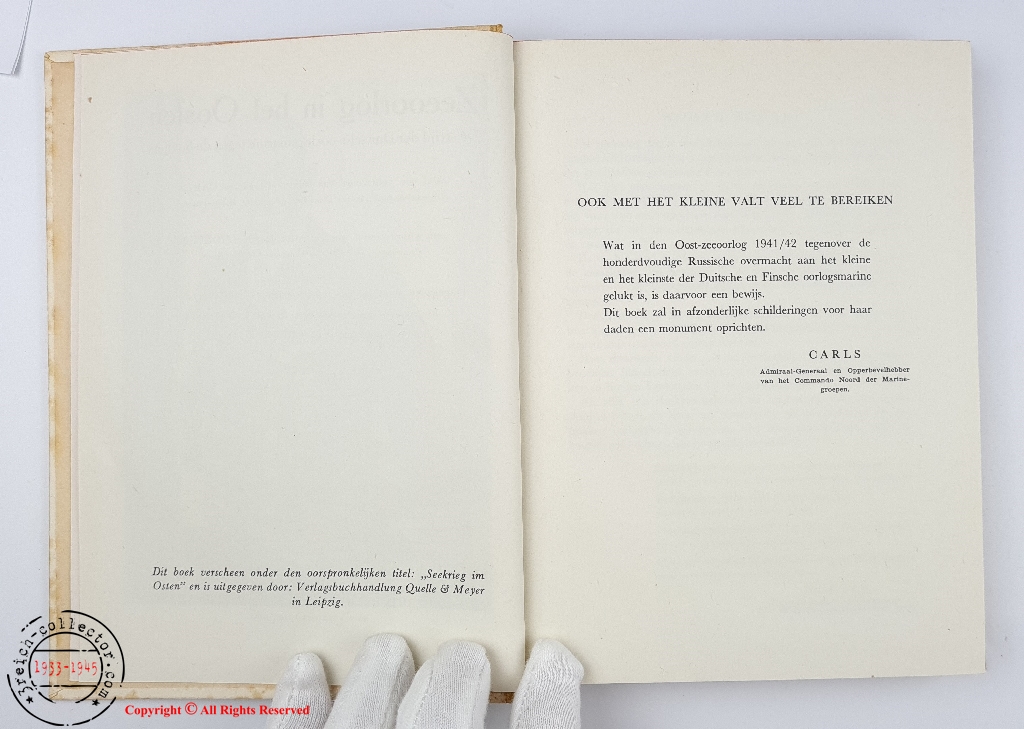 Zeeoorlog in het Oosten
Dit boek verscheen onder den oorspronkelijken titel: „Seekrieg im
Osten" en is uitgegeven door: Verlagsbuchhandlung Quelle & Meyer
in Leipzig.
OOK MET HET KLEINE VALT VEEL TE BEREIKEN
Wat in den Oost-zeeoorlog 1941/42 tegenover de
honderdvoudige Russische overmacht aan het kleine
en het kleinste der Duitsche en Finsche oorlogsmarine
gelukt is, is daarvoor een bewijs.
Dit boek zal in afzonderlijke schilderingen voor haar
daden een monument oprichten.
CARLS
Admiraal-Generaal en Opperbevelhebber
van het Commando Noord der Marine-
groepen.
3reich-collector.com
1933-1945
Copyright © All Rights Reserved